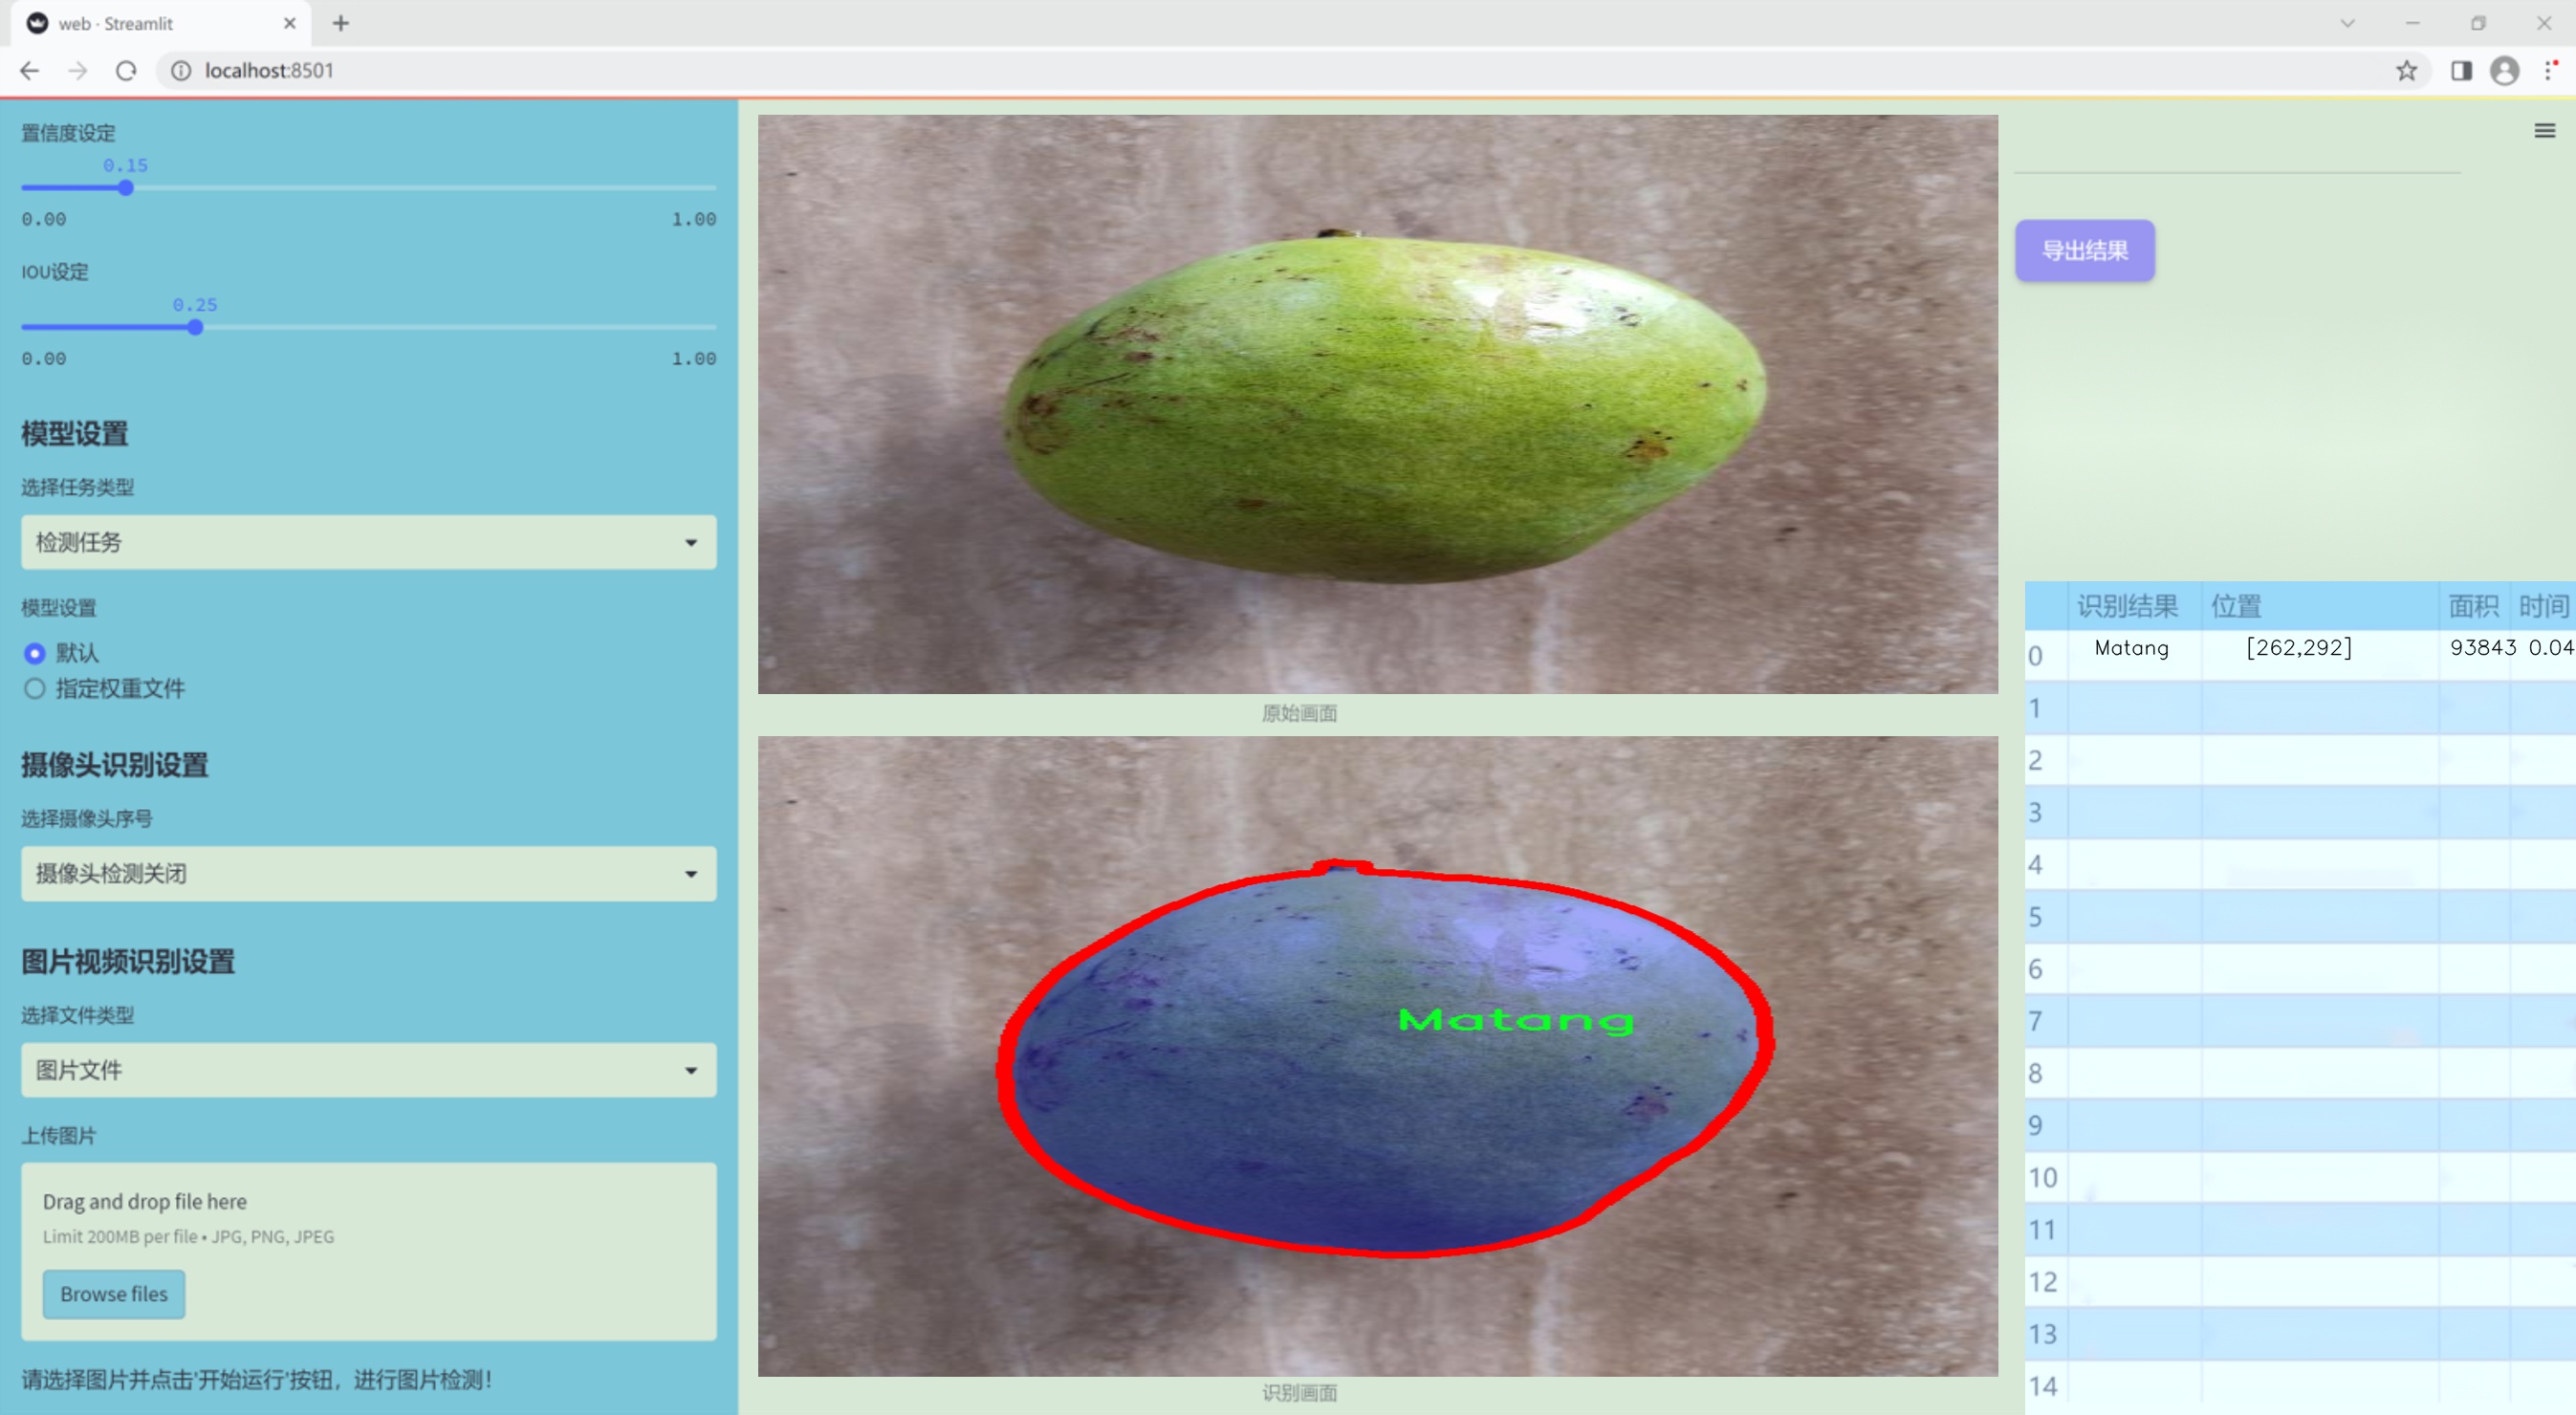 web · Streamlit
localhost:8501
置信度设定
0.15
0.00 1.00
IOU设定
0.25
0.00 1.00
模型设置
选择任务类型
检测任务
模型设置
默认
指定权重文件
摄像头识别设置
选择摄像头序号
摄像头检测关闭
图片视频识别设置
选择文件类型
图片文件
上传图片
Drag and drop file here
Limit 200MB per file • JPG, PNG, JPEG
Browse files
请选择图片并点击'开始运行'按钮，进行图片检测！
原始画面
Matang
识别画面
导出结果
识别结果 位置 面积 时间
0 Matang [262,292] 93843 0.04
1
2
3
4
5
6
7
8
9
10
11
12
13
14